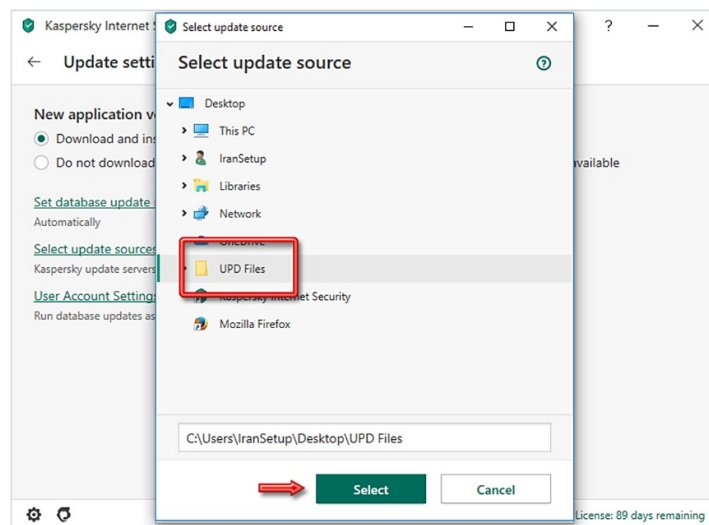 Kaspersky Internet S
Select update source
Update setti
Select update source
New application v
Download and ins
Do not download
available
Set database update
Automatically
Select update sources
Kaspersky update servers
User Account Settings
Run database updates as
Desktop
This PC
IranSetup
Libraries
Network
OneDrive
UPD Files
Kaspersky Internet Security
Mozilla Firefox
C:\Users\IranSetup\Desktop\UPD Files
Select
Cancel
License: 89 days remaining